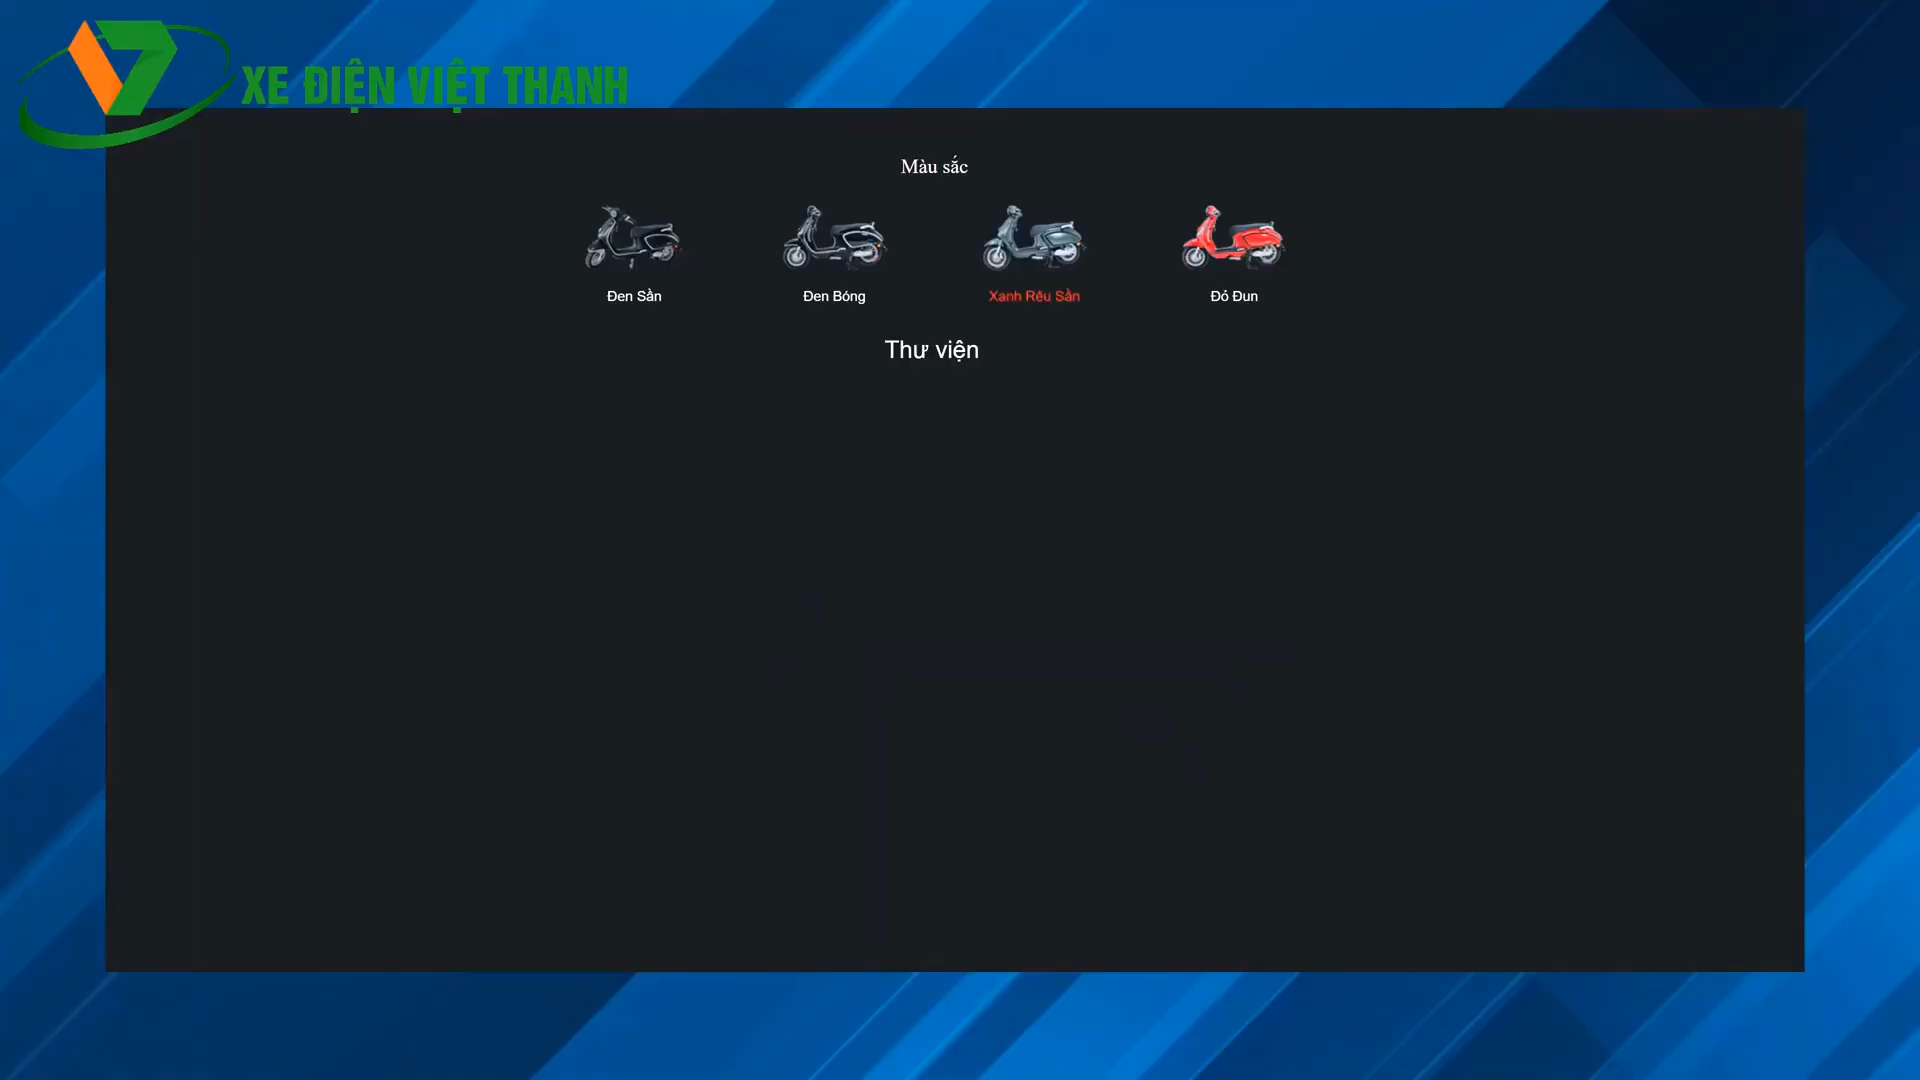 XE ĐIỆN VIỆT THANH
Màu sắc
Đen Sần
Đen Bóng
Xanh Rêu Sần
Đỏ Đun
Thư viện